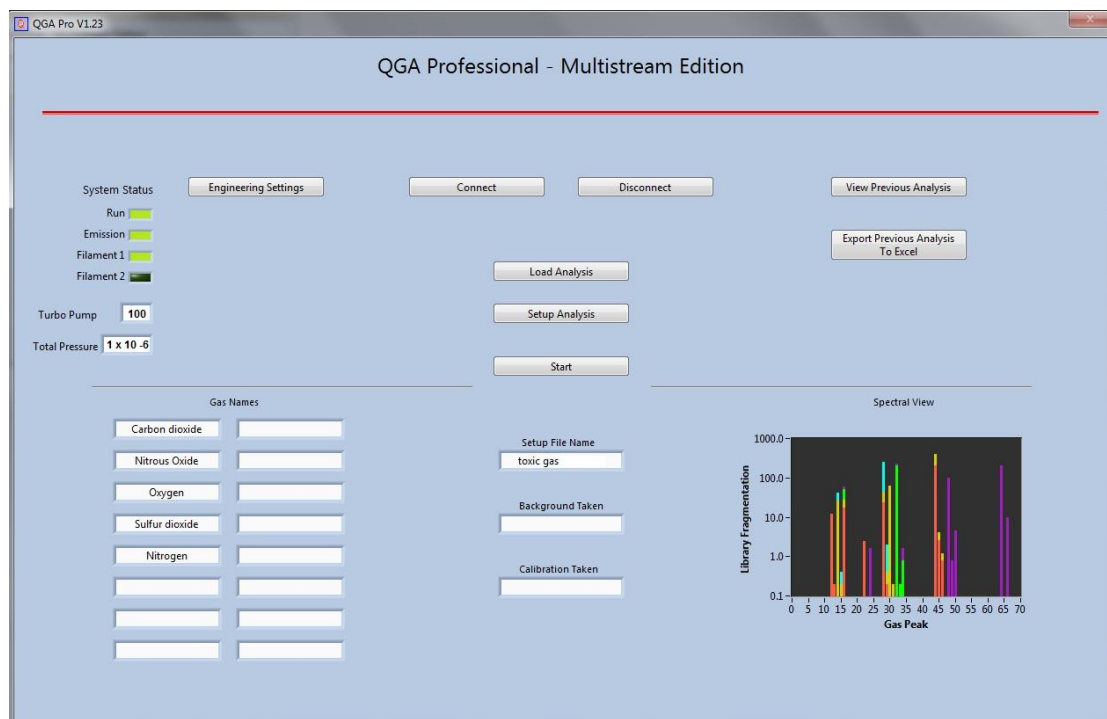 QGA Pro V1.23
QGA Professional - Multistream Edition
System Status
Engineering Settings
Connect
Disconnect
View Previous Analysis
Run
Emission
Filament 1
Filament 2
Export Previous Analysis
To Excel
Load Analysis
Turbo Pump 100
Setup Analysis
Total Pressure 1 x 10 -6
Start
Gas Names
Carbon dioxide
Nitrous Oxide
Oxygen
Sulfur dioxide
Nitrogen
Setup File Name
toxic gas
Background Taken
Calibration Taken
Spectral View
Library Fragmentation
1000.0
100.0
10.0
1.0
0.1
0 5 10 15 20 25 30 35 40 45 50 55 60 65 70
Gas Peak